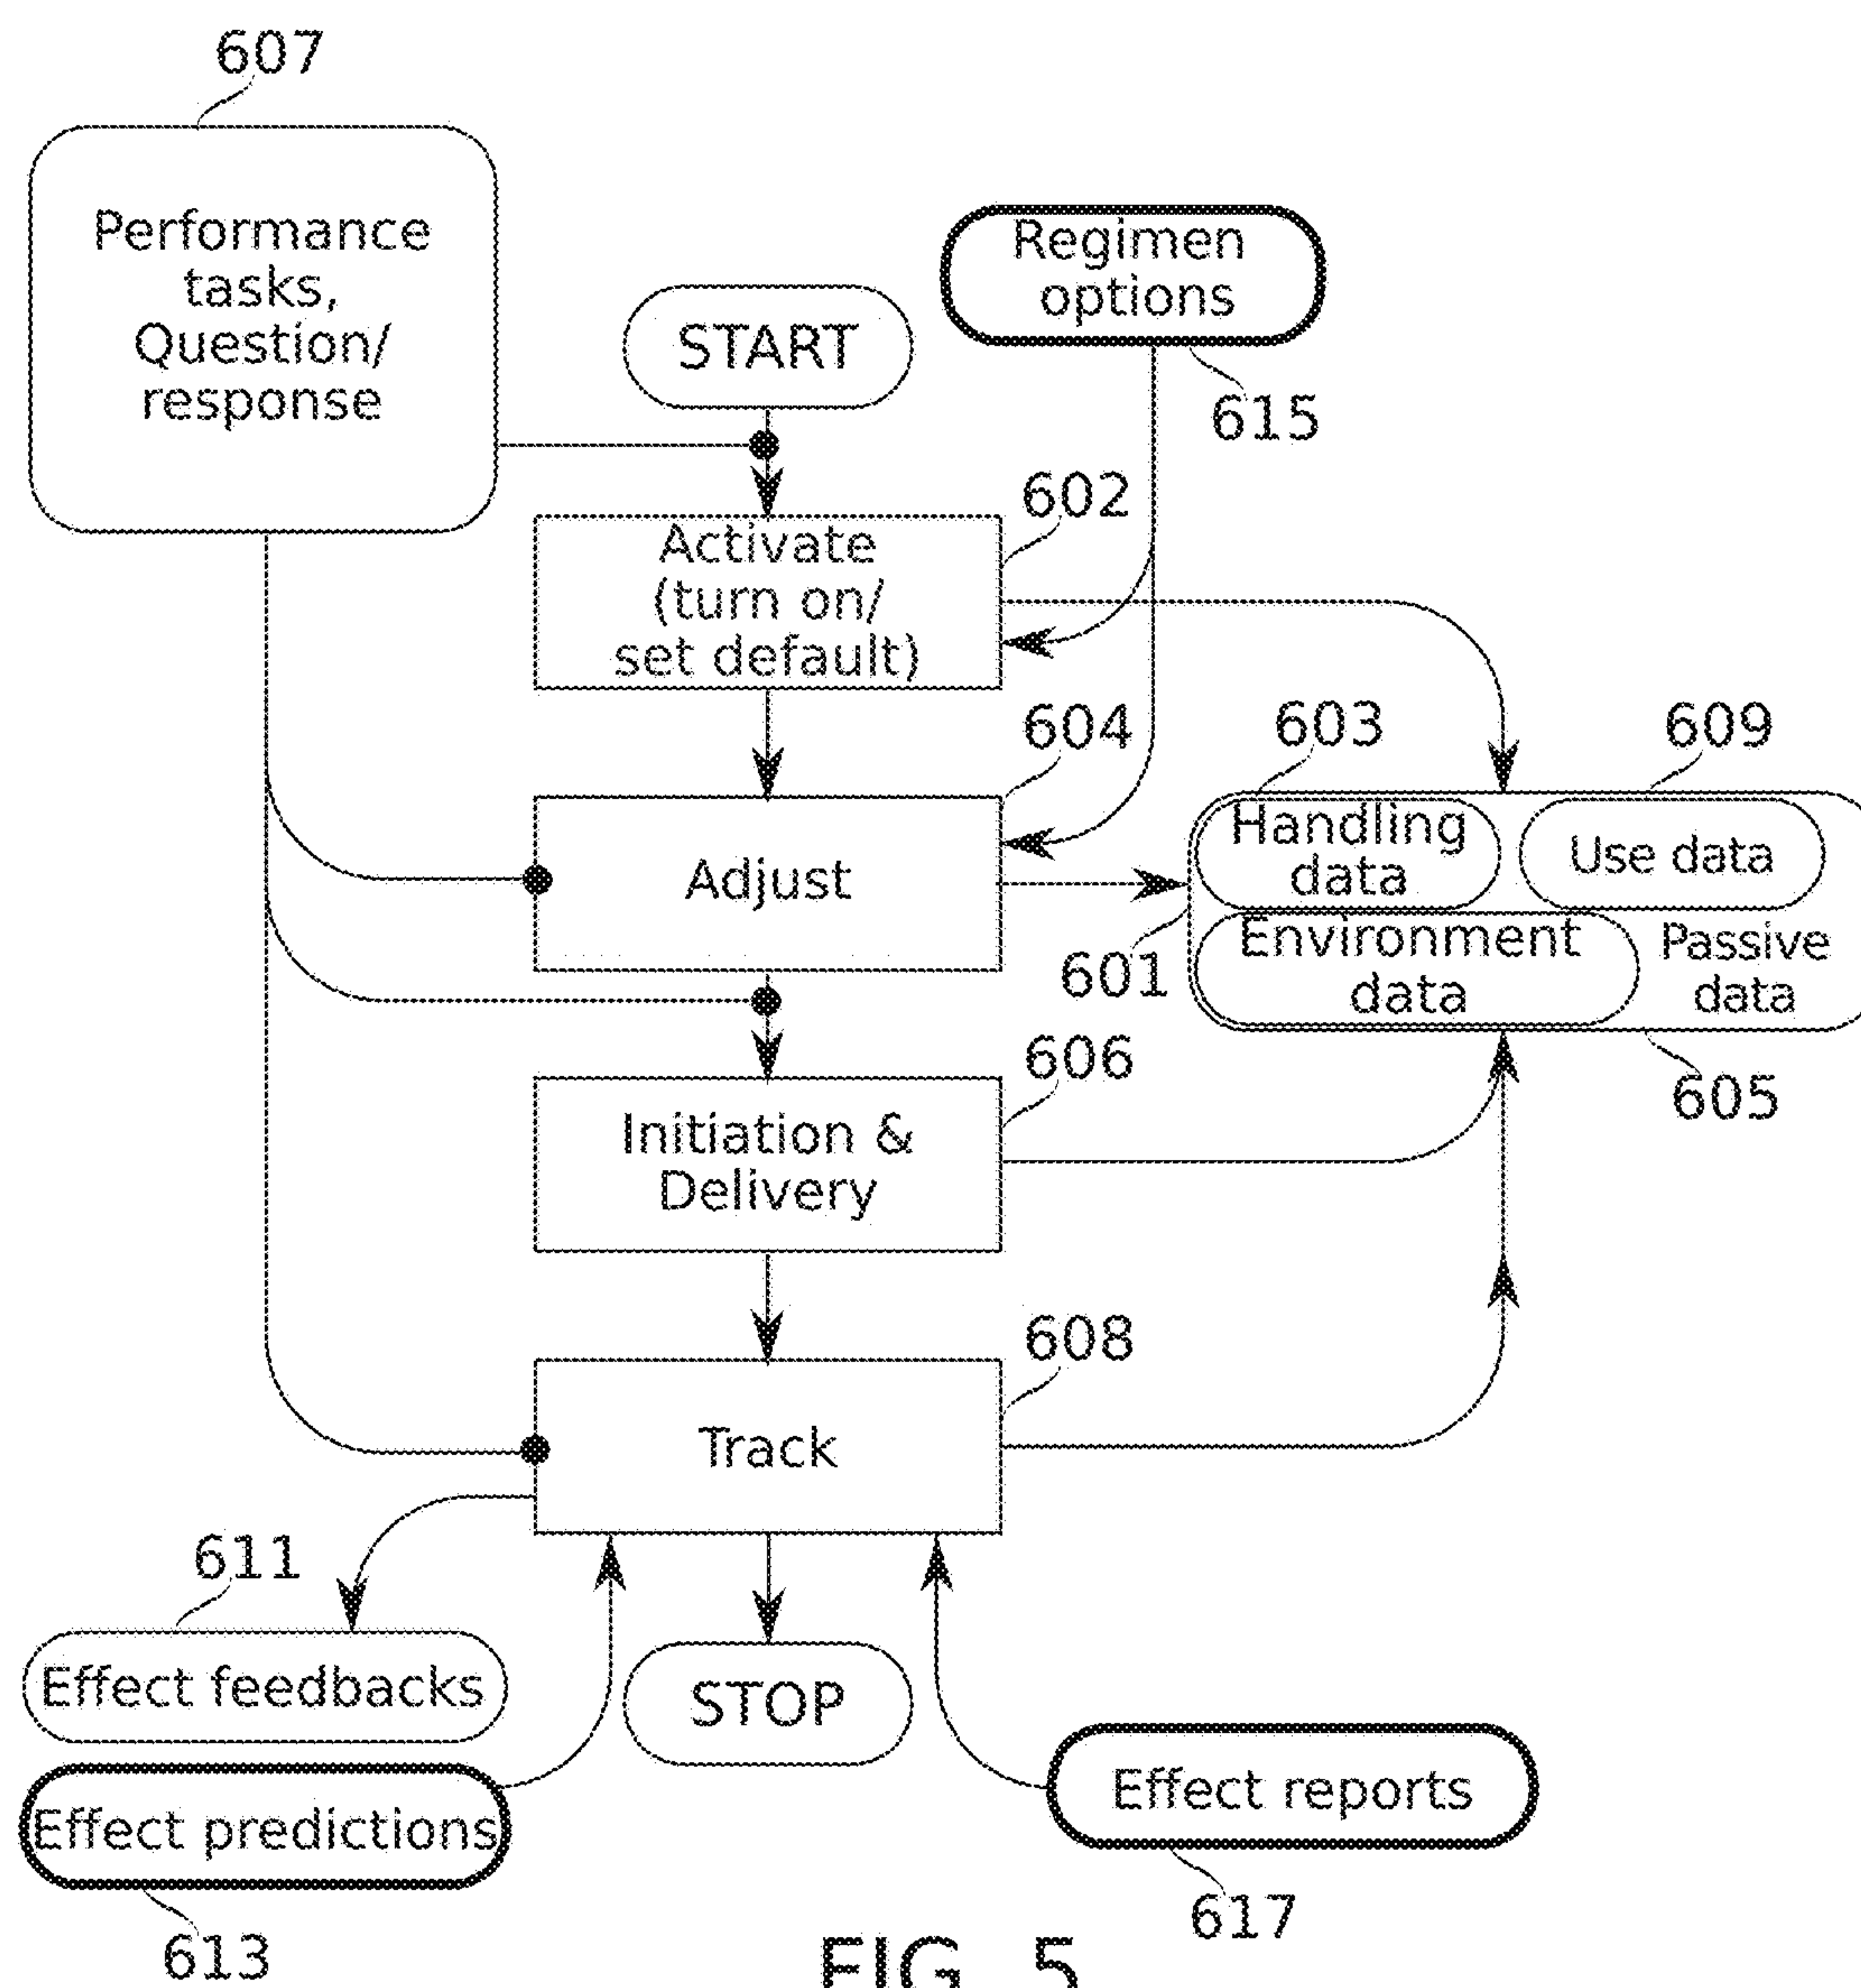 607
Performance
tasks,
Question/
response
Regimen
options
START
615
602
Activate
(turn on/
set default)
604
603
609
Handling
data
Use data
Adjust
601
Environment
data
Passive
data
606
605
Initiation &
Delivery
608
Track
611
Effect feedbacks
STOP
Effect predictions
Effect reports
617
613
FIG. 5